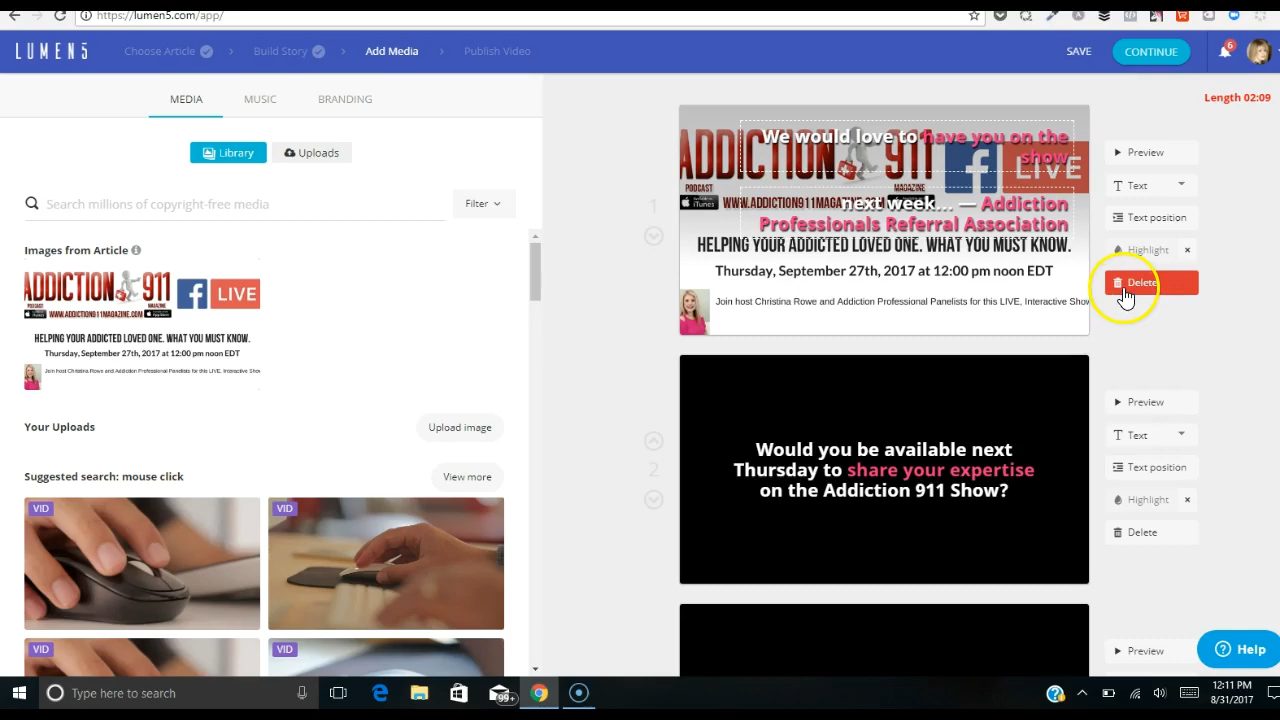 https://lumen5.com/app/
LUMEN5
Choose Article
Build Story
Add Media
Publish Video
SAVE
CONTINUE
6
MEDIA
MUSIC
BRANDING
Length 02:09
Library
Uploads
Search millions of copyright-free media
Filter
Images from Article
ADDICTION 911
LIVE
WWW.ADDICTION911MAGAZINE.COM
HELPING YOUR ADDICTED LOVED ONE. WHAT YOU MUST KNOW.
Thursday, September 27th, 2017 at 12:00 pm noon EDT
Join host Christina Rowe and Addiction Professional Panelists for this LIVE, Interactive Show
Your Uploads
Upload image
Suggested search: mouse click
View more
VID
VID
VID
VID
1
ADDICTION 911
LIVE
We would love to have you on the
show
PODCAST
MAGAZINE
iTunes
next week... — Addiction
Professionals Referral Association
HELPING YOUR ADDICTED LOVED ONE. WHAT YOU MUST KNOW.
Thursday, September 27th, 2017 at 12:00 pm noon EDT
Join host Christina Rowe and Addiction Professional Panelists for this LIVE, Interactive Show
Preview
Text
Text position
Highlight ×
Delete
2
Would you be available next
Thursday to share your expertise
on the Addiction 911 Show?
Preview
Text
Text position
Highlight ×
Delete
Preview
Help
Type here to search
99+
12:11 PM
8/31/2017